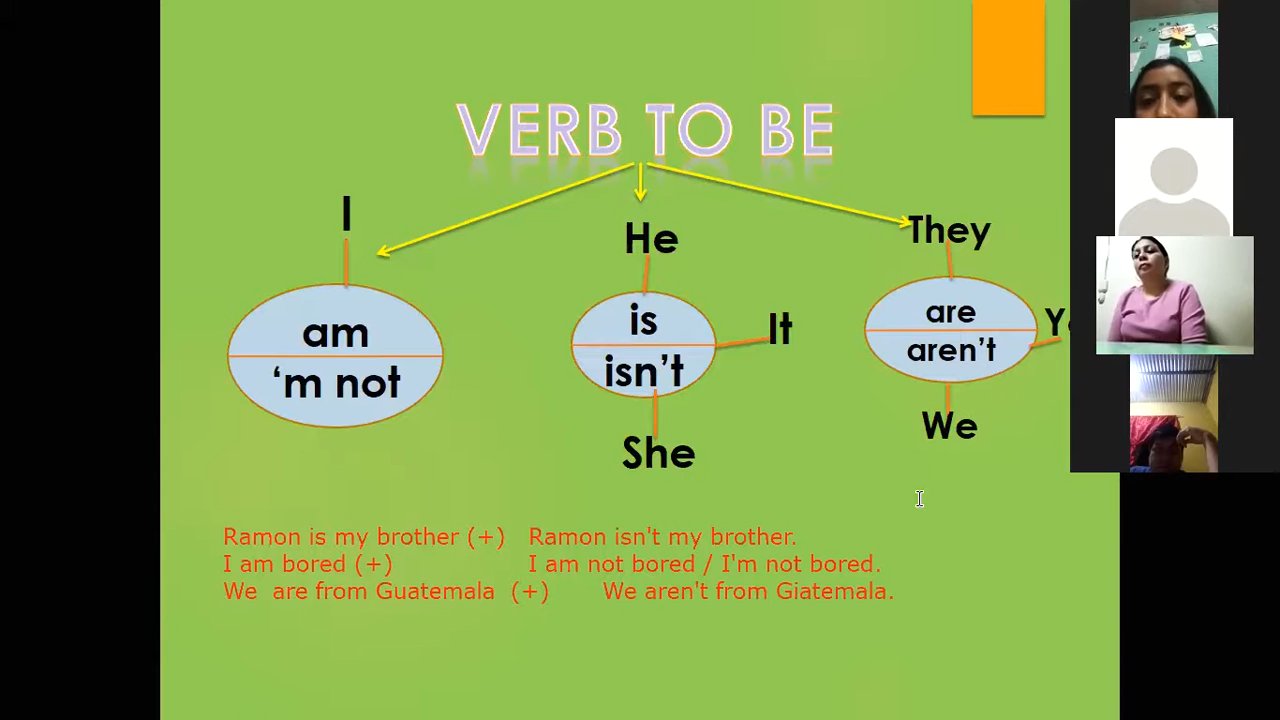 VERB TO BE
I
am
‘m not
He
is
isn’t
It
She
They
are
aren’t
We
Ramon is my brother (+) Ramon isn't my brother.
I am bored (+) I am not bored / I'm not bored.
We are from Guatemala (+) We aren't from Giatemala.